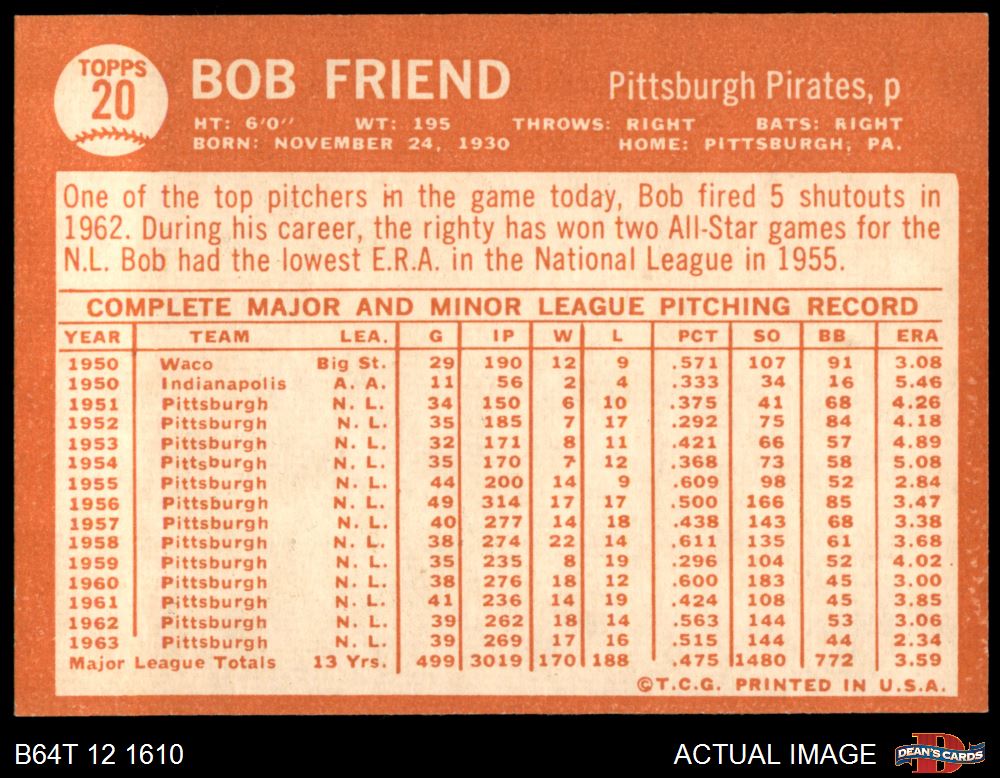 TOPPS
20
BOB FRIEND
Pittsburgh Pirates, p
HT: 6'0" WT: 195 THROWS: RIGHT BATS: RIGHT
BORN: NOVEMBER 24, 1930 HOME: PITTSBURGH, PA.
One of the top pitchers in the game today, Bob fired 5 shutouts in
1962. During his career, the righty has won two All-Star games for the
N.L. Bob had the lowest E.R.A. in the National League in 1955.
COMPLETE MAJOR AND MINOR LEAGUE PITCHING RECORD
YEAR TEAM LEA. G IP W L PCT SO BB ERA
1950 Waco Big St. 29 190 12 9 .571 107 91 3.08
1950 Indianapolis A. A. 11 56 2 4 .333 34 16 5.46
1951 Pittsburgh N. L. 34 150 6 10 .375 41 68 4.26
1952 Pittsburgh N. L. 35 185 7 17 .292 75 84 4.18
1953 Pittsburgh N. L. 32 171 8 11 .421 66 57 4.89
1954 Pittsburgh N. L. 35 170 7 12 .368 73 58 5.08
1955 Pittsburgh N. L. 44 200 14 9 .609 98 52 2.84
1956 Pittsburgh N. L. 49 314 17 17 .500 166 85 3.47
1957 Pittsburgh N. L. 40 277 14 18 .438 143 68 3.38
1958 Pittsburgh N. L. 38 274 22 14 .611 135 61 3.68
1959 Pittsburgh N. L. 35 235 8 19 .296 104 52 4.02
1960 Pittsburgh N. L. 38 276 18 12 .600 183 45 3.00
1961 Pittsburgh N. L. 41 236 14 19 .424 108 45 3.85
1962 Pittsburgh N. L. 39 262 18 14 .563 144 53 3.06
1963 Pittsburgh N. L. 39 269 17 16 .515 144 44 2.34
Major League Totals 13 Yrs. 499 3019 170 188 .475 1480 772 3.59
©T.C.G. PRINTED IN U.S.A.
B64T 12 1610
ACTUAL IMAGE
DEAN'S CARDS